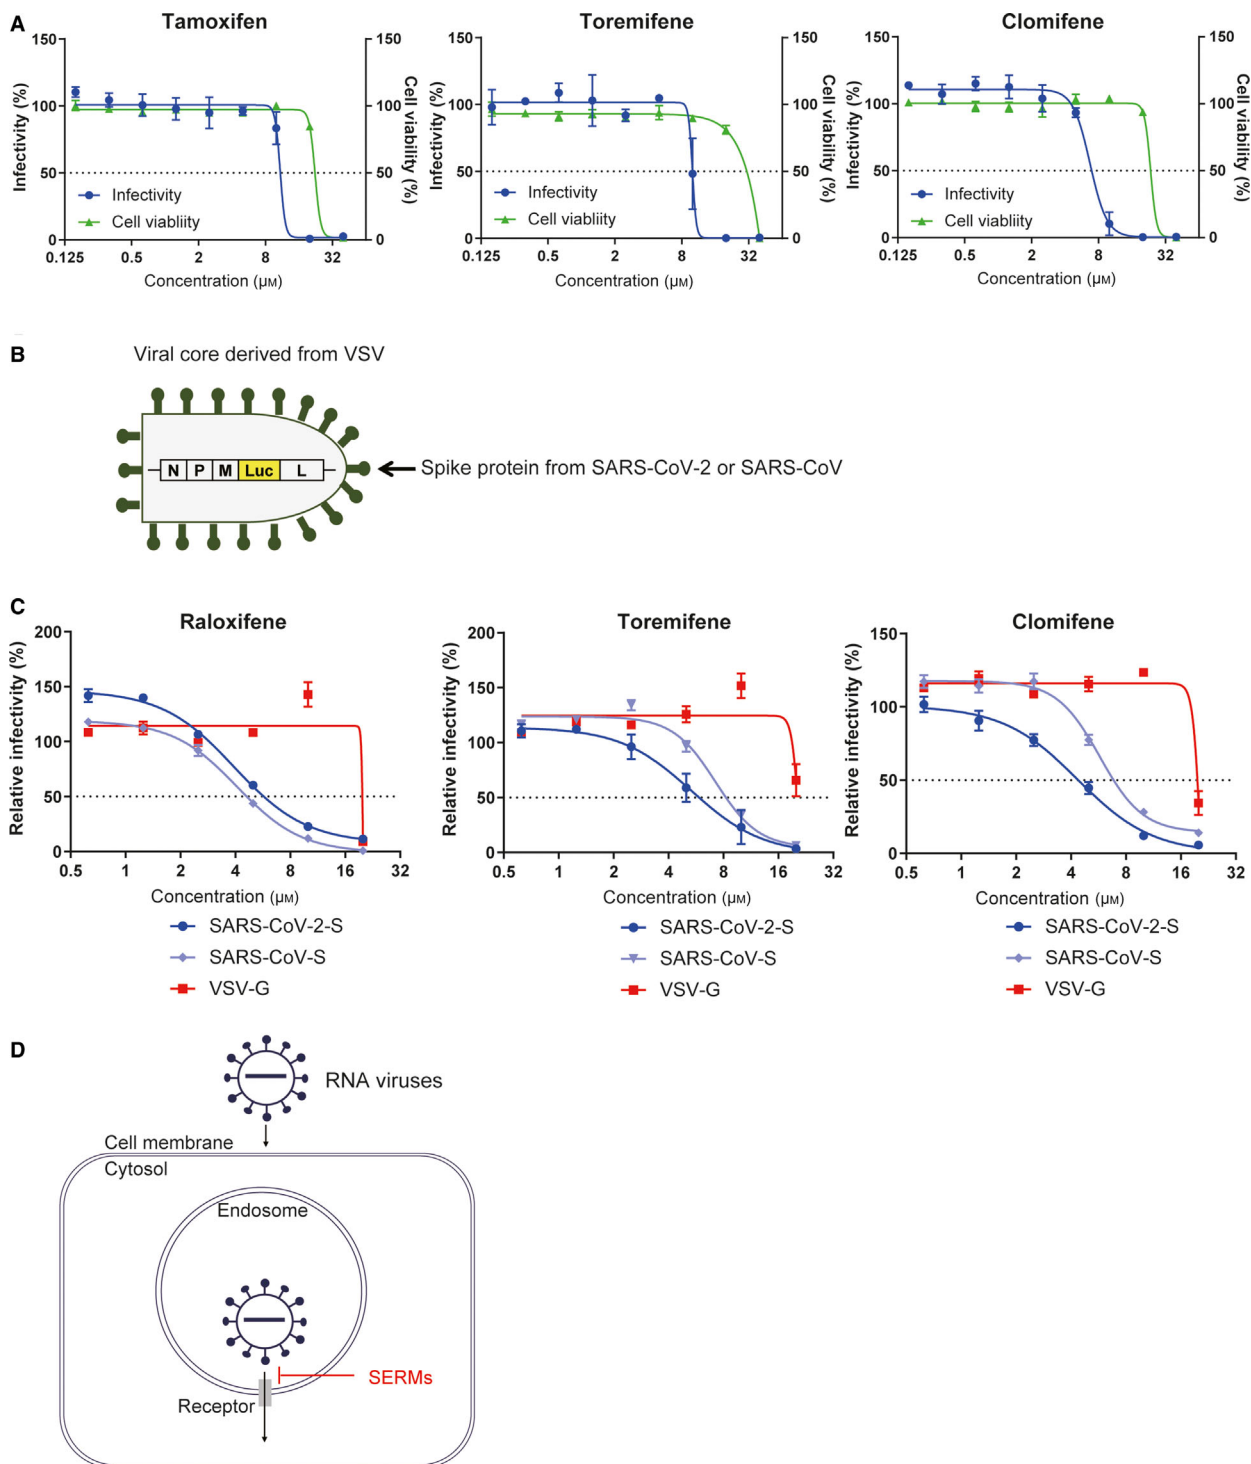 A
Tamoxifen
150
100
50
0
Infectivity (%)
150
100
50
0
Cell viability (%)
Infectivity
Cell viabliity
0.125 0.5 2 8 32
Concentration (μM)
Toremifene
150
100
50
0
Infectivity (%)
150
100
50
0
Cell viability (%)
Infectivity
Cell viabliity
0.125 0.5 2 8 32
Concentration (μM)
Clomifene
150
100
50
0
Infectivity (%)
150
100
50
0
Cell viability (%)
Infectivity
Cell viabliity
0.125 0.5 2 8 32
Concentration (μM)
B
Viral core derived from VSV
N P M Luc L
Spike protein from SARS-CoV-2 or SARS-CoV
C
Raloxifene
200
150
100
50
0
Relative infectivity (%)
0.5 1 2 4 8 16 32
Concentration (μM)
SARS-CoV-2-S
SARS-CoV-S
VSV-G
Toremifene
200
150
100
50
0
Relative infectivity (%)
0.5 1 2 4 8 16 32
Concentration (μM)
SARS-CoV-2-S
SARS-CoV-S
VSV-G
Clomifene
150
100
50
0
Relative infectivity (%)
0.5 1 2 4 8 16 32
Concentration (μM)
SARS-CoV-2-S
SARS-CoV-S
VSV-G
D
RNA viruses
Cell membrane
Cytosol
Endosome
SERMs
Receptor